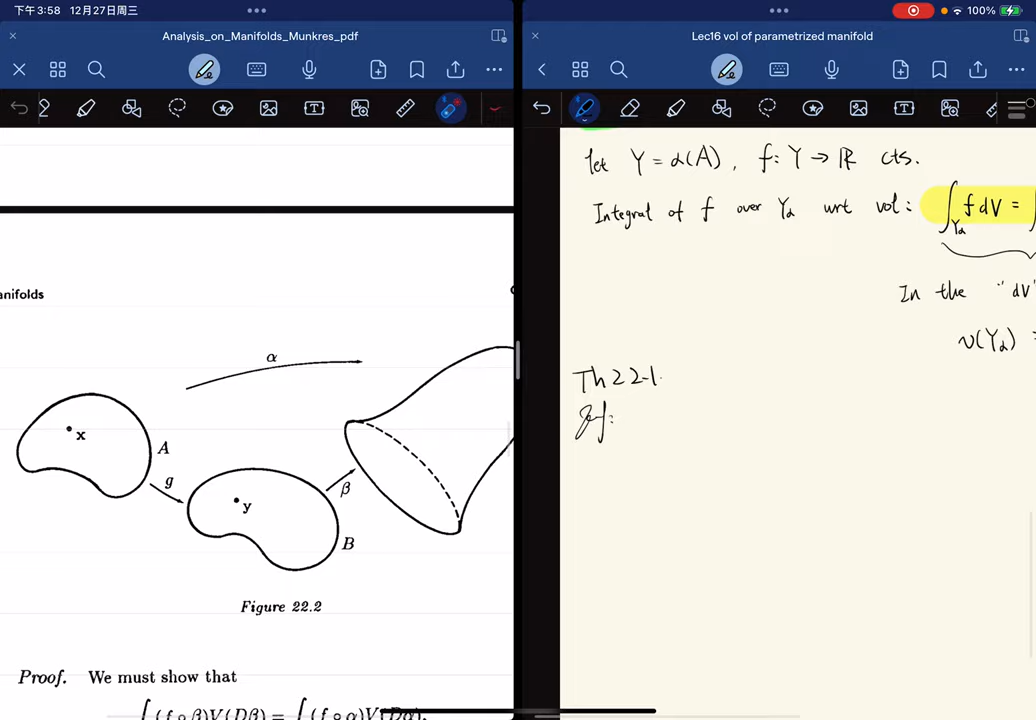 下午3:58 12月27日周三
100%
Analysis_on_Manifolds_Munkres_pdf
Lec16 vol of parametrized manifold
anifolds
α
x
A
g
y
β
B
Figure 22.2
Proof. We must show that
∫ (f∘β)V(Dβ) = ∫ (f∘α)V(Dα).
let Y = α(A), f: Y → ℝ cts.
Integral of f over Yα wrt vol: ∫Yα f dV = ∫
In the "dV"
v(Yα) =
Th 22-1.